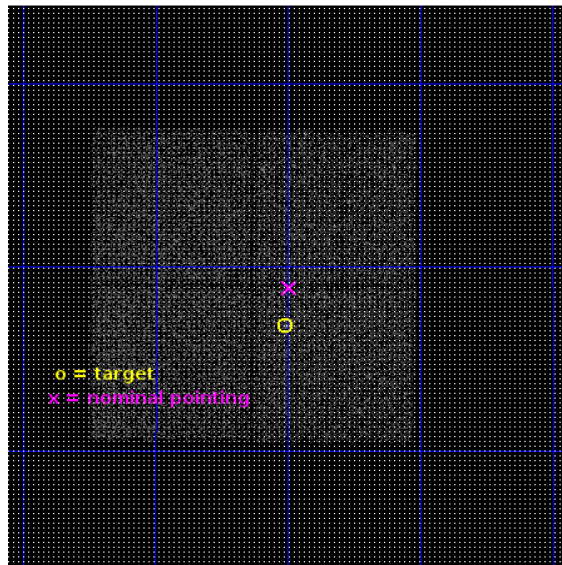 o = target
x = nominal pointing